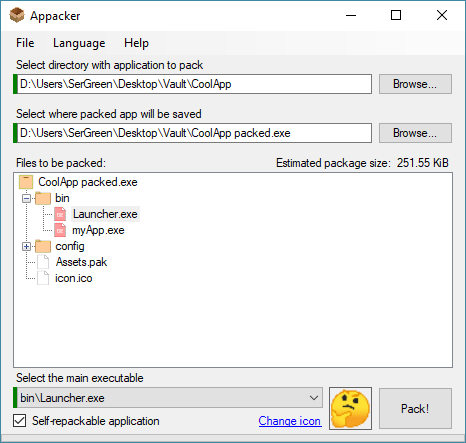 Appacker
File Language Help
Select directory with application to pack
D:\Users\SerGreen\Desktop\Vault\CoolApp Browse...
Select where packed app will be saved
D:\Users\SerGreen\Desktop\Vault\CoolApp packed.exe Browse...
Files to be packed: Estimated package size: 251.55 KiB
CoolApp packed.exe
bin
Launcher.exe
myApp.exe
config
Assets.pak
icon.ico
Select the main executable
bin\Launcher.exe
Pack!
Self-repackable application Change icon